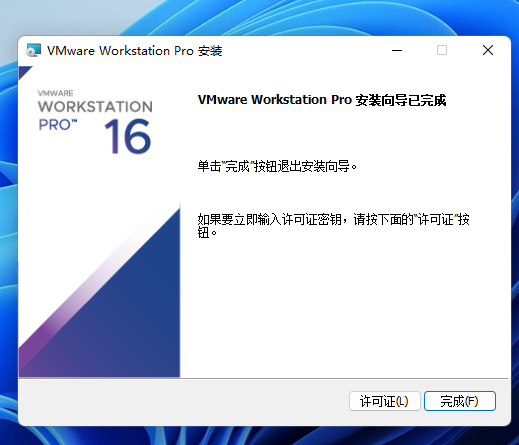 VMware Workstation Pro 安装
VMWARE
WORKSTATION
PRO™ 16
VMware Workstation Pro 安装向导已完成
单击"完成"按钮退出安装向导。
如果要立即输入许可证密钥，请按下面的"许可证"按
钮。
许可证(L) 完成(F)